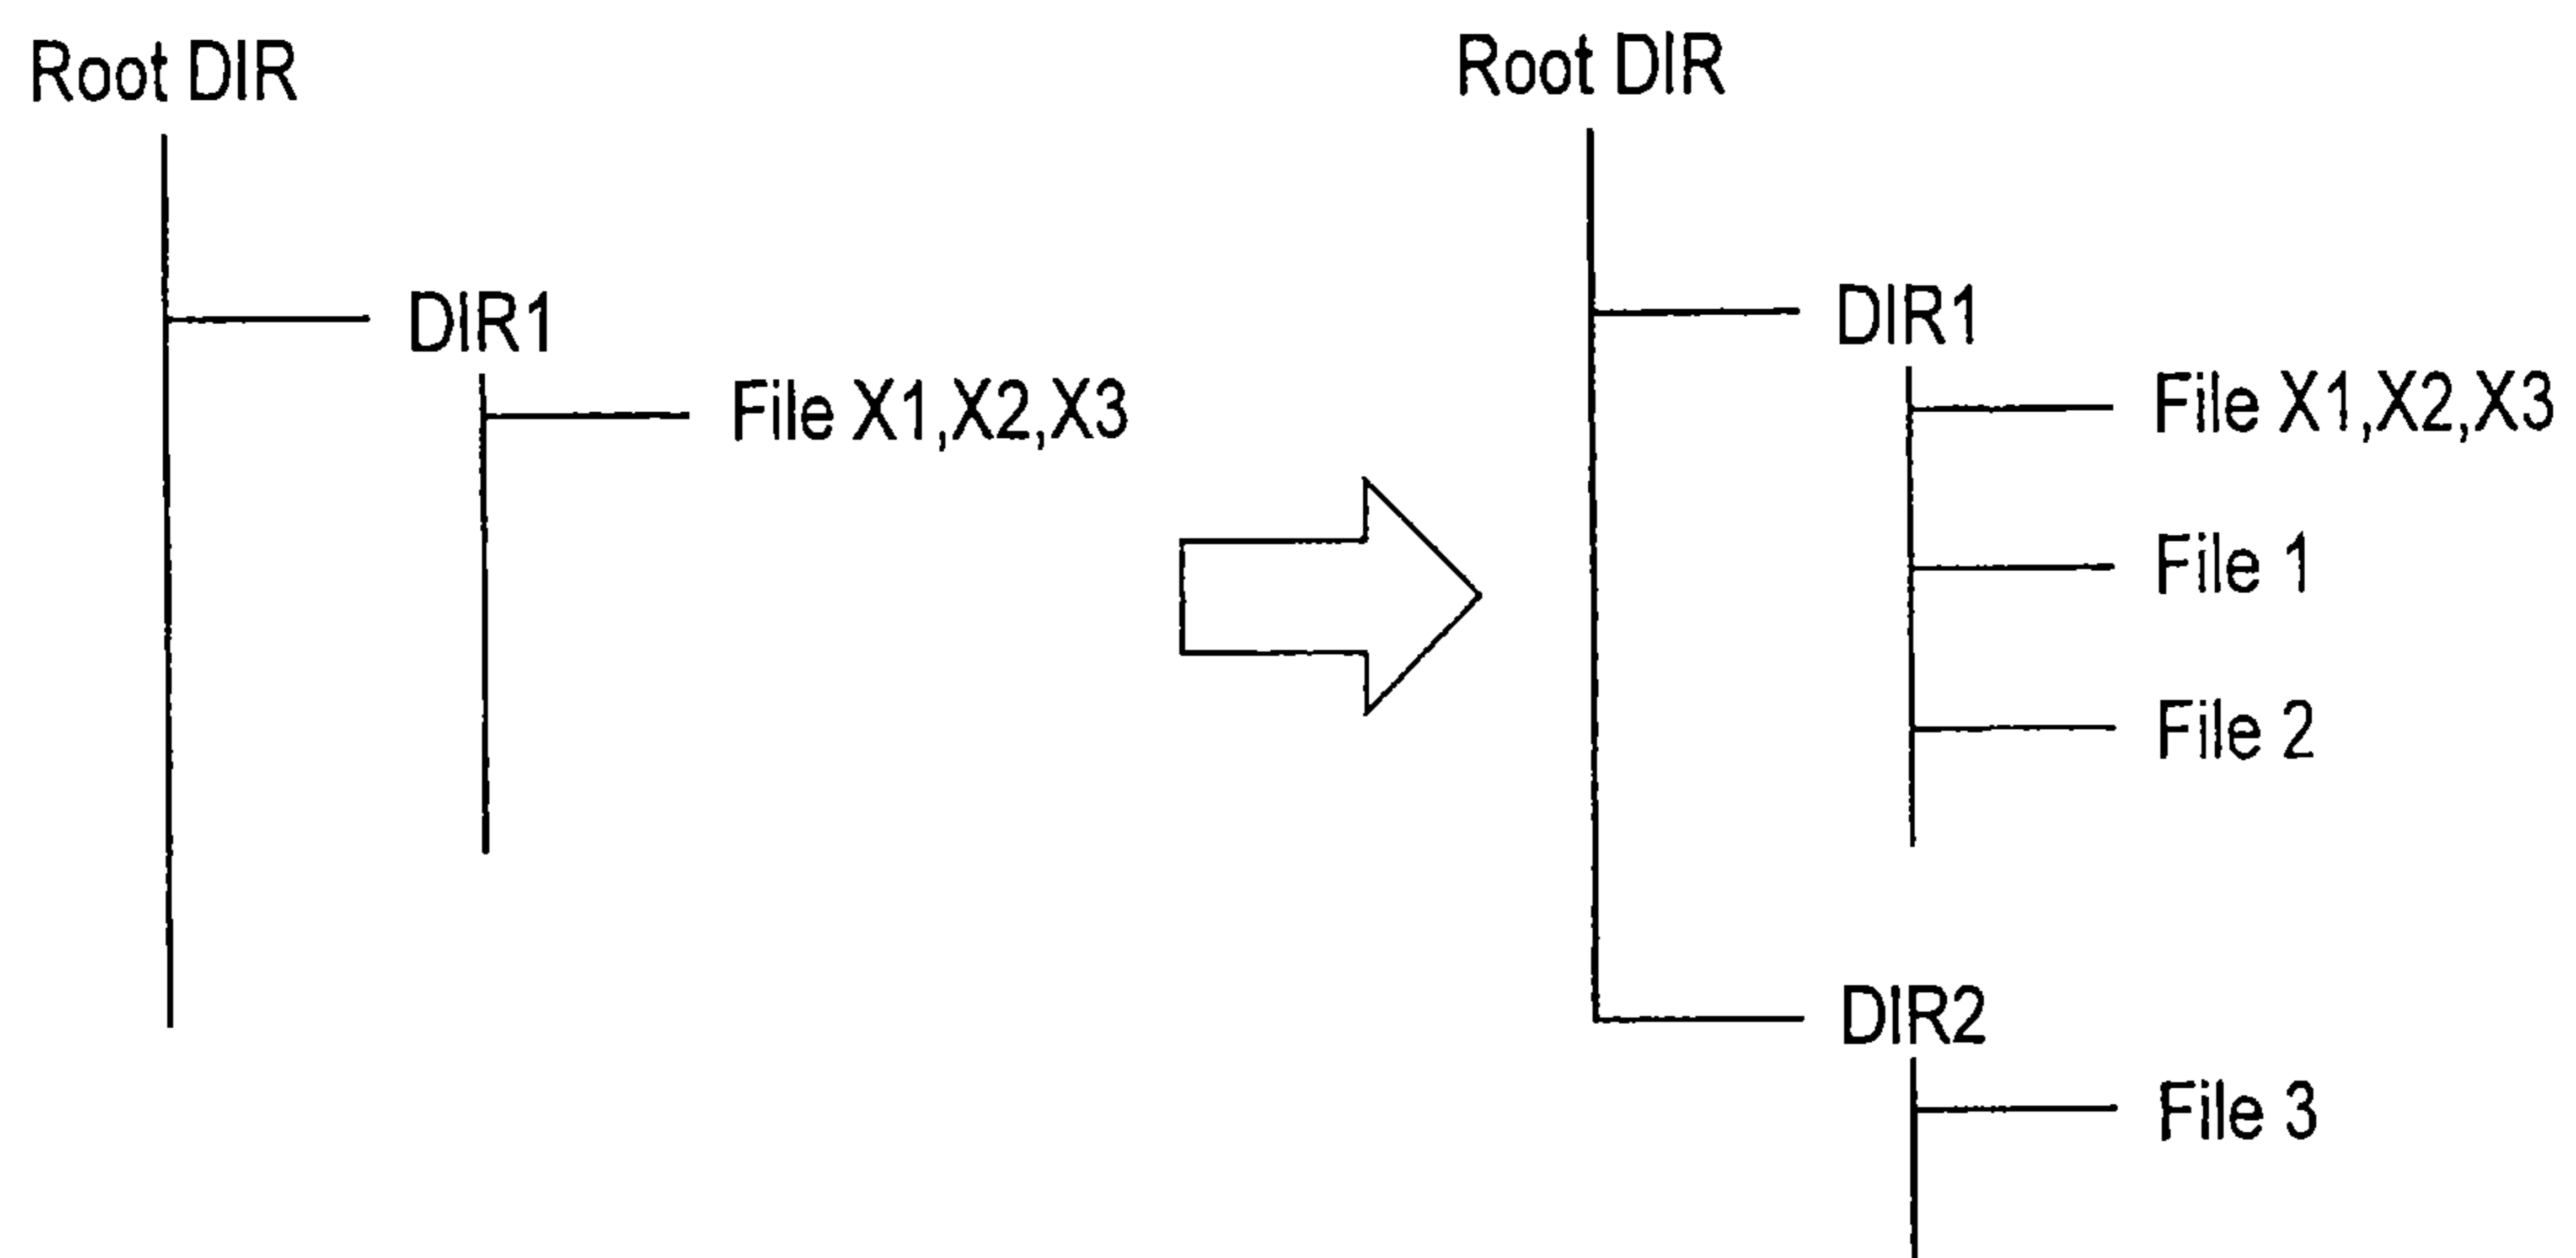 Root DIR
DIR1
File X1,X2,X3
Root DIR
DIR1
File X1,X2,X3
File 1
File 2
DIR2
File 3